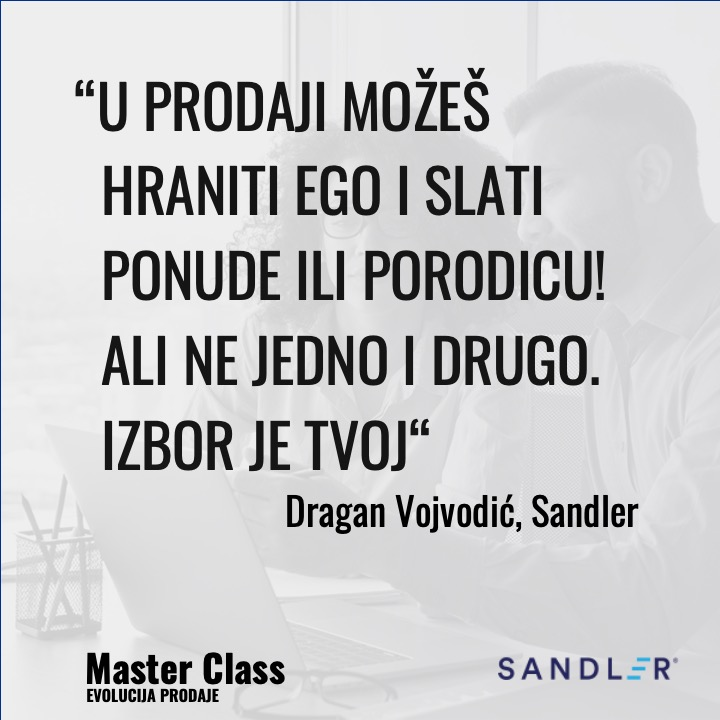 “U PRODAJI MOŽEŠ
HRANITI EGO I SLATI
PONUDE ILI PORODICU!
ALI NE JEDNO I DRUGO.
IZBOR JE TVOJ“
Dragan Vojvodić, Sandler
Master Class
EVOLUCIJA PRODAJE
SANDLER®